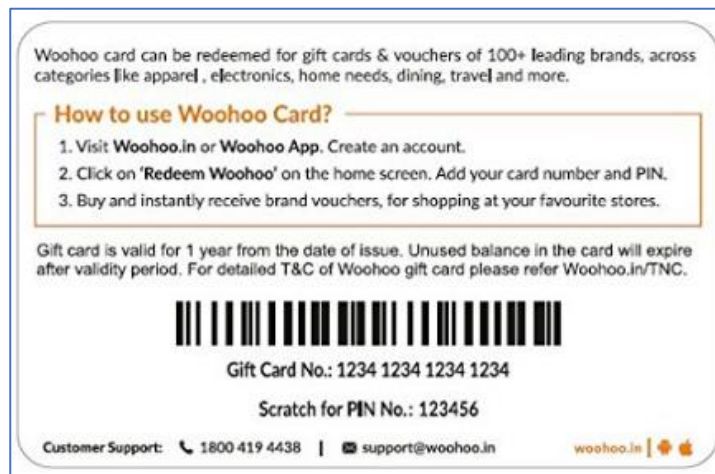 Woohoo card can be redeemed for gift cards & vouchers of 100+ leading brands, across
categories like apparel , electronics, home needs, dining, travel and more.
How to use Woohoo Card?
1. Visit Woohoo.in or Woohoo App. Create an account.
2. Click on 'Redeem Woohoo' on the home screen. Add your card number and PIN.
3. Buy and instantly receive brand vouchers, for shopping at your favourite stores.
Gift card is valid for 1 year from the date of issue. Unused balance in the card will expire
after validity period. For detailed T&C of Woohoo gift card please refer Woohoo.in/TNC.
Gift Card No.: 1234 1234 1234 1234
Scratch for PIN No.: 123456
Customer Support: 1800 419 4438 | support@woohoo.in woohoo.in |